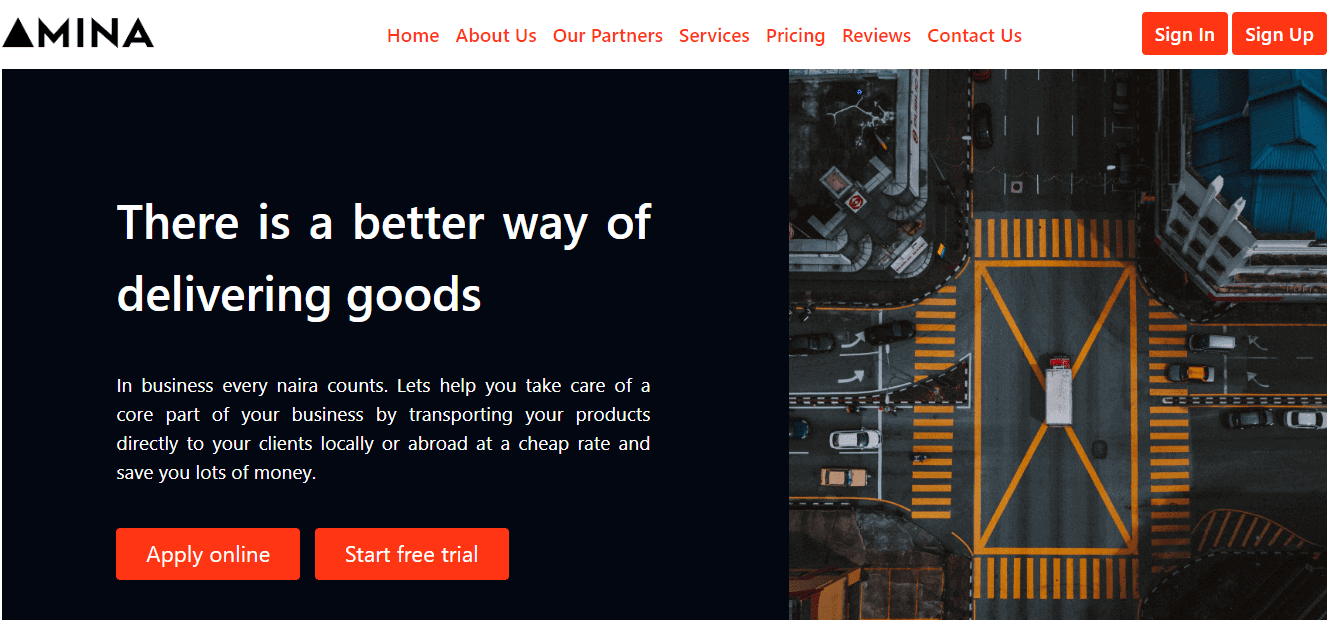 AMINA
Home About Us Our Partners Services Pricing Reviews Contact Us
Sign In Sign Up
There is a better way of
delivering goods
In business every naira counts. Lets help you take care of a
core part of your business by transporting your products
directly to your clients locally or abroad at a cheap rate and
save you lots of money.
Apply online Start free trial